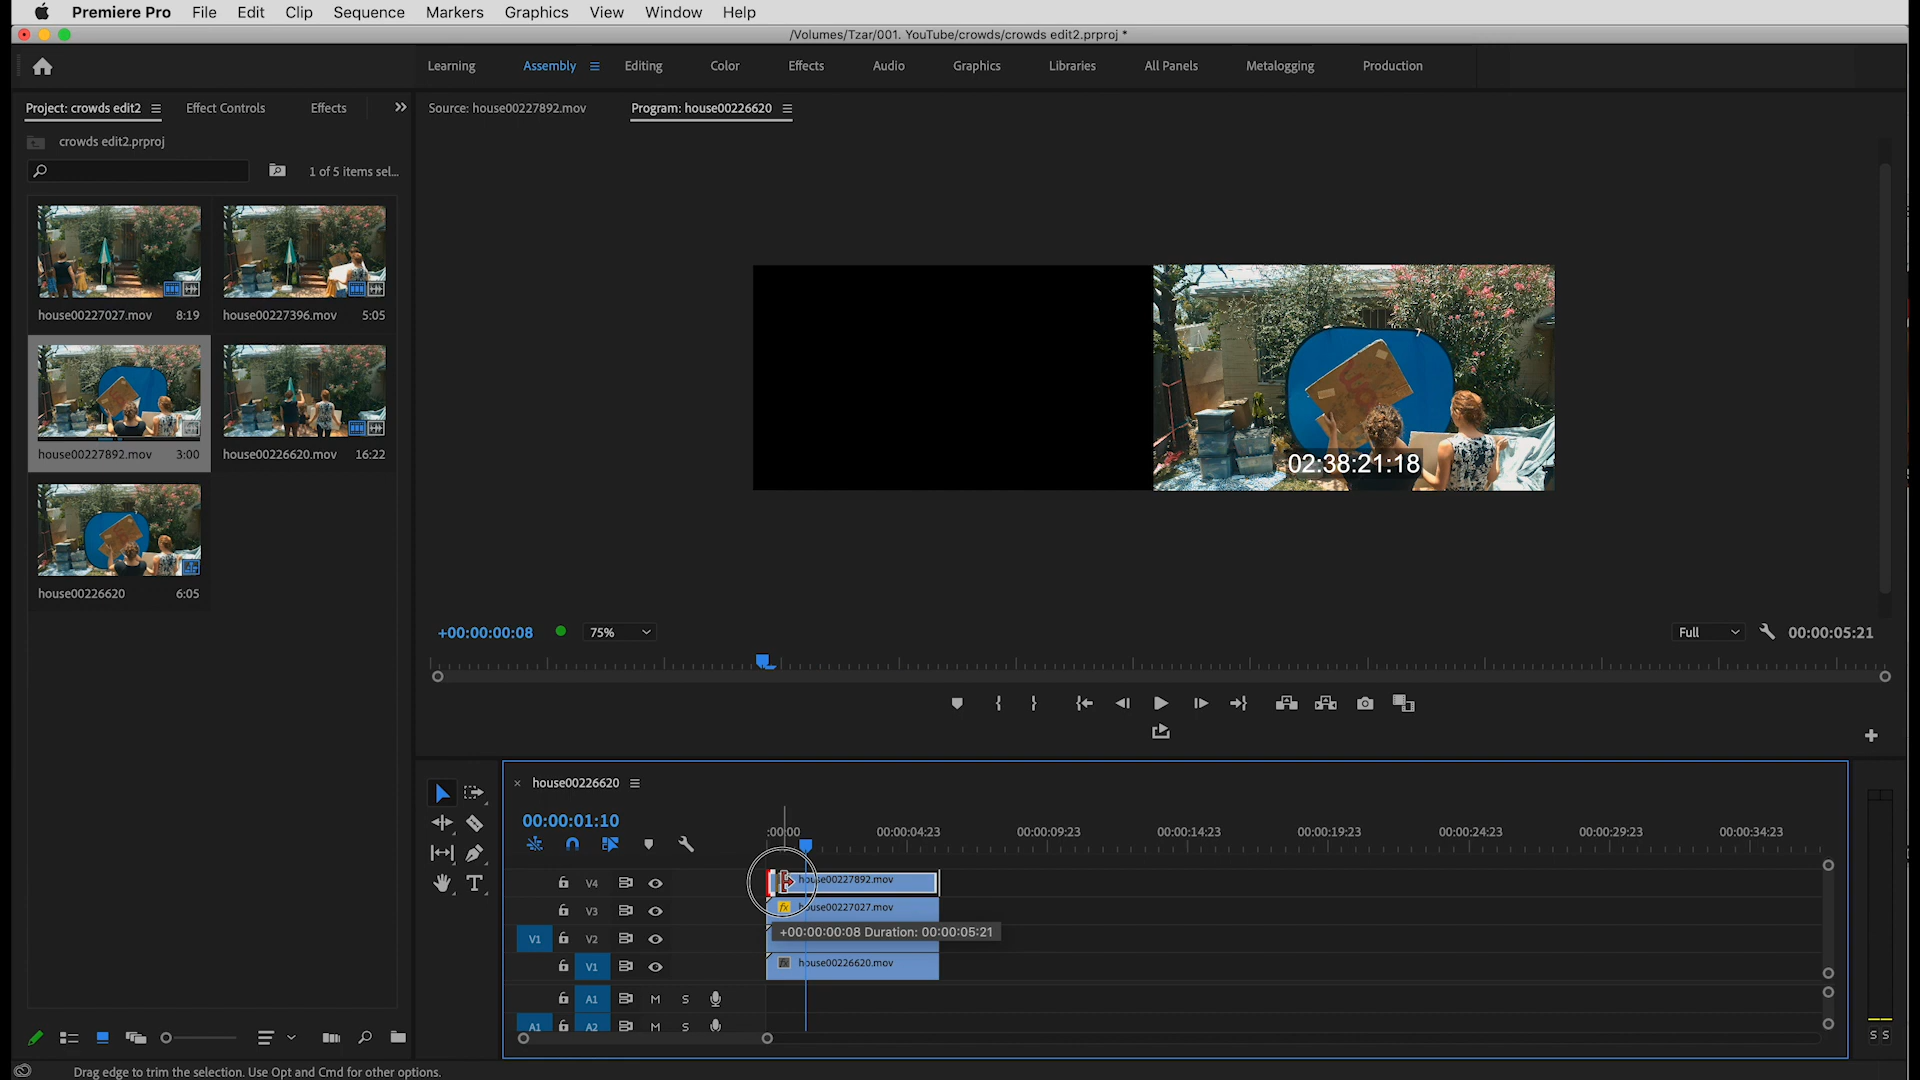 Premiere Pro File Edit Clip Sequence Markers Graphics View Window Help
/Volumes/Tzar/001. YouTube/crowds/crowds edit2.prproj *
Learning Assembly Editing Color Effects Audio Graphics Libraries All Panels Metalogging Production
Project: crowds edit2 Effect Controls Effects
Source: house00227892.mov Program: house00226620
crowds edit2.prproj
1 of 5 items sel...
house00227027.mov 8:19 house00227396.mov 5:05
house00227892.mov 3:00 house00226620.mov 16:22
house00226620 6:05
02:38:21:18
+00:00:00:08 75% Full 00:00:05:21
house00226620
00:00:01:10
:00:00 00:00:04:23 00:00:09:23 00:00:14:23 00:00:19:23 00:00:24:23 00:00:29:23 00:00:34:23
V4 house00227892.mov
V3 fx house00227027.mov
+00:00:00:08 Duration: 00:00:05:21
V1 V2
V1 fx house00226620.mov
A1 M S
A1 A2 M S
S S
Drag edge to trim the selection. Use Opt and Cmd for other options.